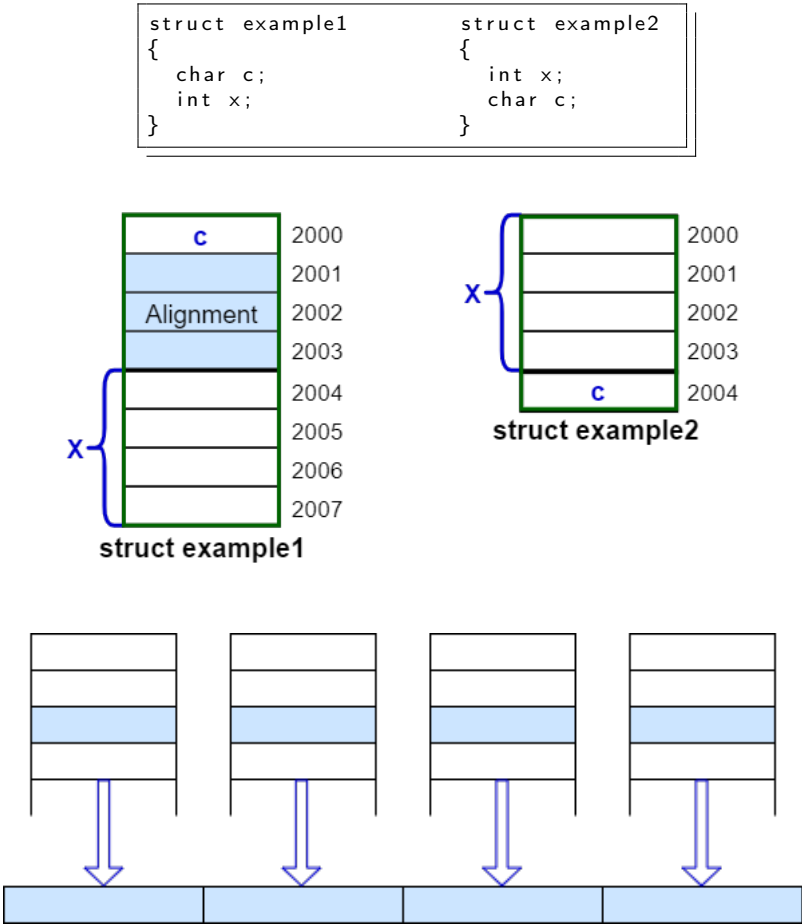 struct example1 struct example2
{ {
char c; int x;
int x; char c;
} }
c 2000
2001
Alignment 2002
2003
2004
2005
X
2006
2007
struct example1
2000
2001
X
2002
2003
c 2004
struct example2